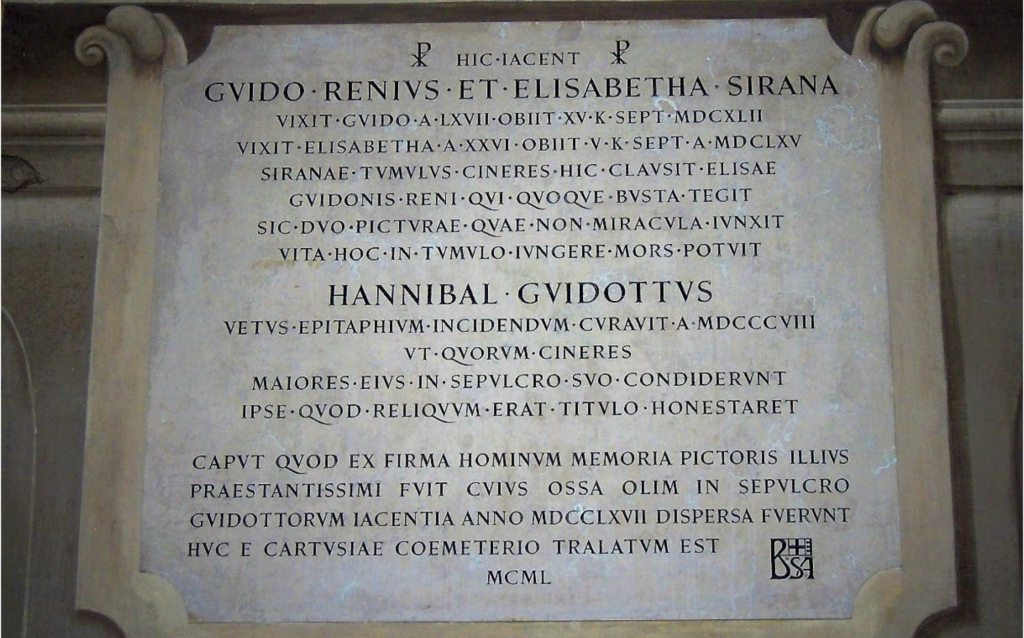 ☧ HIC·IACENT ☧
GVIDO·RENIVS·ET·ELISABETHA·SIRANA
VIXIT·GVIDO·A·LXVII·OBIIT·XV·K·SEPT·MDCXLII
VIXIT·ELISABETHA·A·XXVI·OBIIT·V·K·SEPT·A·MDCLXV
SIRANAE·TVMVLVS·CINERES·HIC·CLAVSIT·ELISAE
GVIDONIS·RENI·QVI·QVOQVE·BVSTA·TEGIT
SIC·DVO·PICTVRAE·QVAE·NON·MIRACVLA·IVNXIT
VITA·HOC·IN·TVMVLO·IVNGERE·MORS·POTVIT
HANNIBAL·GVIDOTTVS
VETVS·EPITAPHIVM·INCIDENDVM·CVRAVIT·A·MDCCCVIII
VT·QVORVM·CINERES
MAIORES·EIVS·IN·SEPVLCRO·SVO·CONDIDERVNT
IPSE·QVOD·RELIQVVM·ERAT·TITVLO·HONESTARET
CAPVT QVOD EX FIRMA HOMINVM MEMORIA PICTORIS ILLIVS
PRAESTANTISSIMI FVIT CVIVS OSSA OLIM IN SEPVLCRO
GVIDOTTORVM IACENTIA ANNO MDCCLXVII DISPERSA FVERVNT
HVC E CARTVSIAE COEMETERIO TRALATVM EST
MCML
BSA